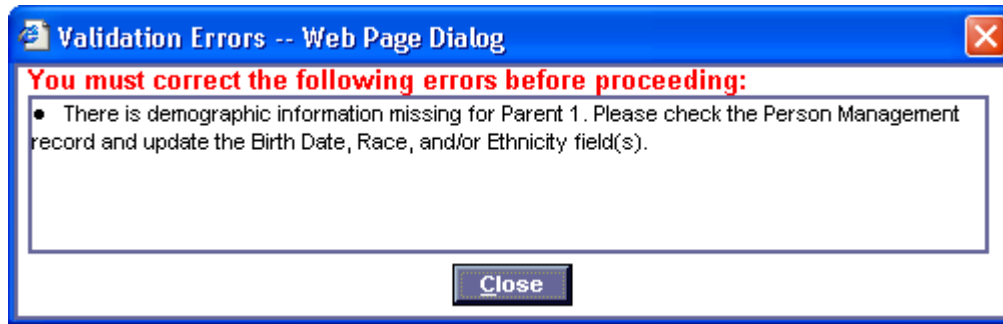 Validation Errors -- Web Page Dialog
You must correct the following errors before proceeding:
● There is demographic information missing for Parent 1. Please check the Person Management
record and update the Birth Date, Race, and/or Ethnicity field(s).
Close